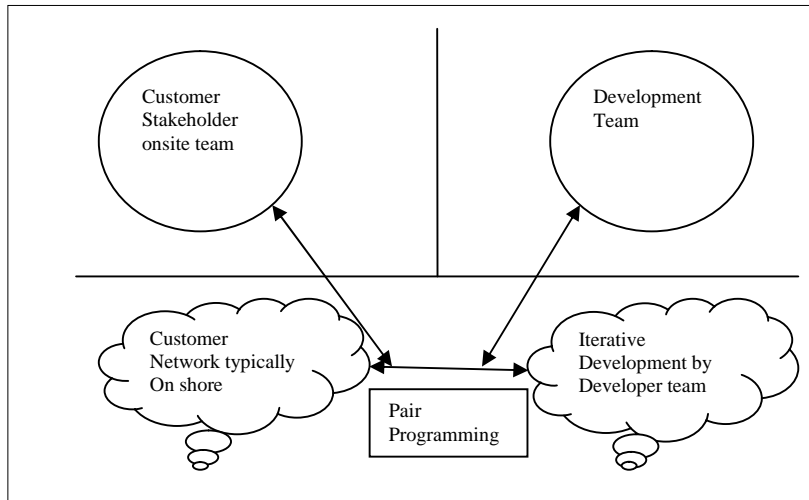 Customer
Stakeholder
onsite team
Development
Team
Customer
Network typically
On shore
Iterative
Development by
Developer team
Pair
Programming